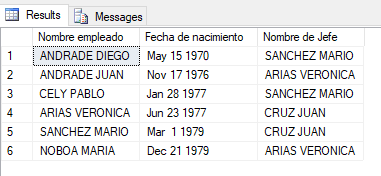 Results Messages
Nombre empleado Fecha de nacimiento Nombre de Jefe
1 ANDRADE DIEGO May 15 1970 SANCHEZ MARIO
2 ANDRADE JUAN Nov 17 1976 ARIAS VERONICA
3 CELY PABLO Jan 28 1977 SANCHEZ MARIO
4 ARIAS VERONICA Jun 23 1977 CRUZ JUAN
5 SANCHEZ MARIO Mar 1 1979 CRUZ JUAN
6 NOBOA MARIA Dec 21 1979 ARIAS VERONICA